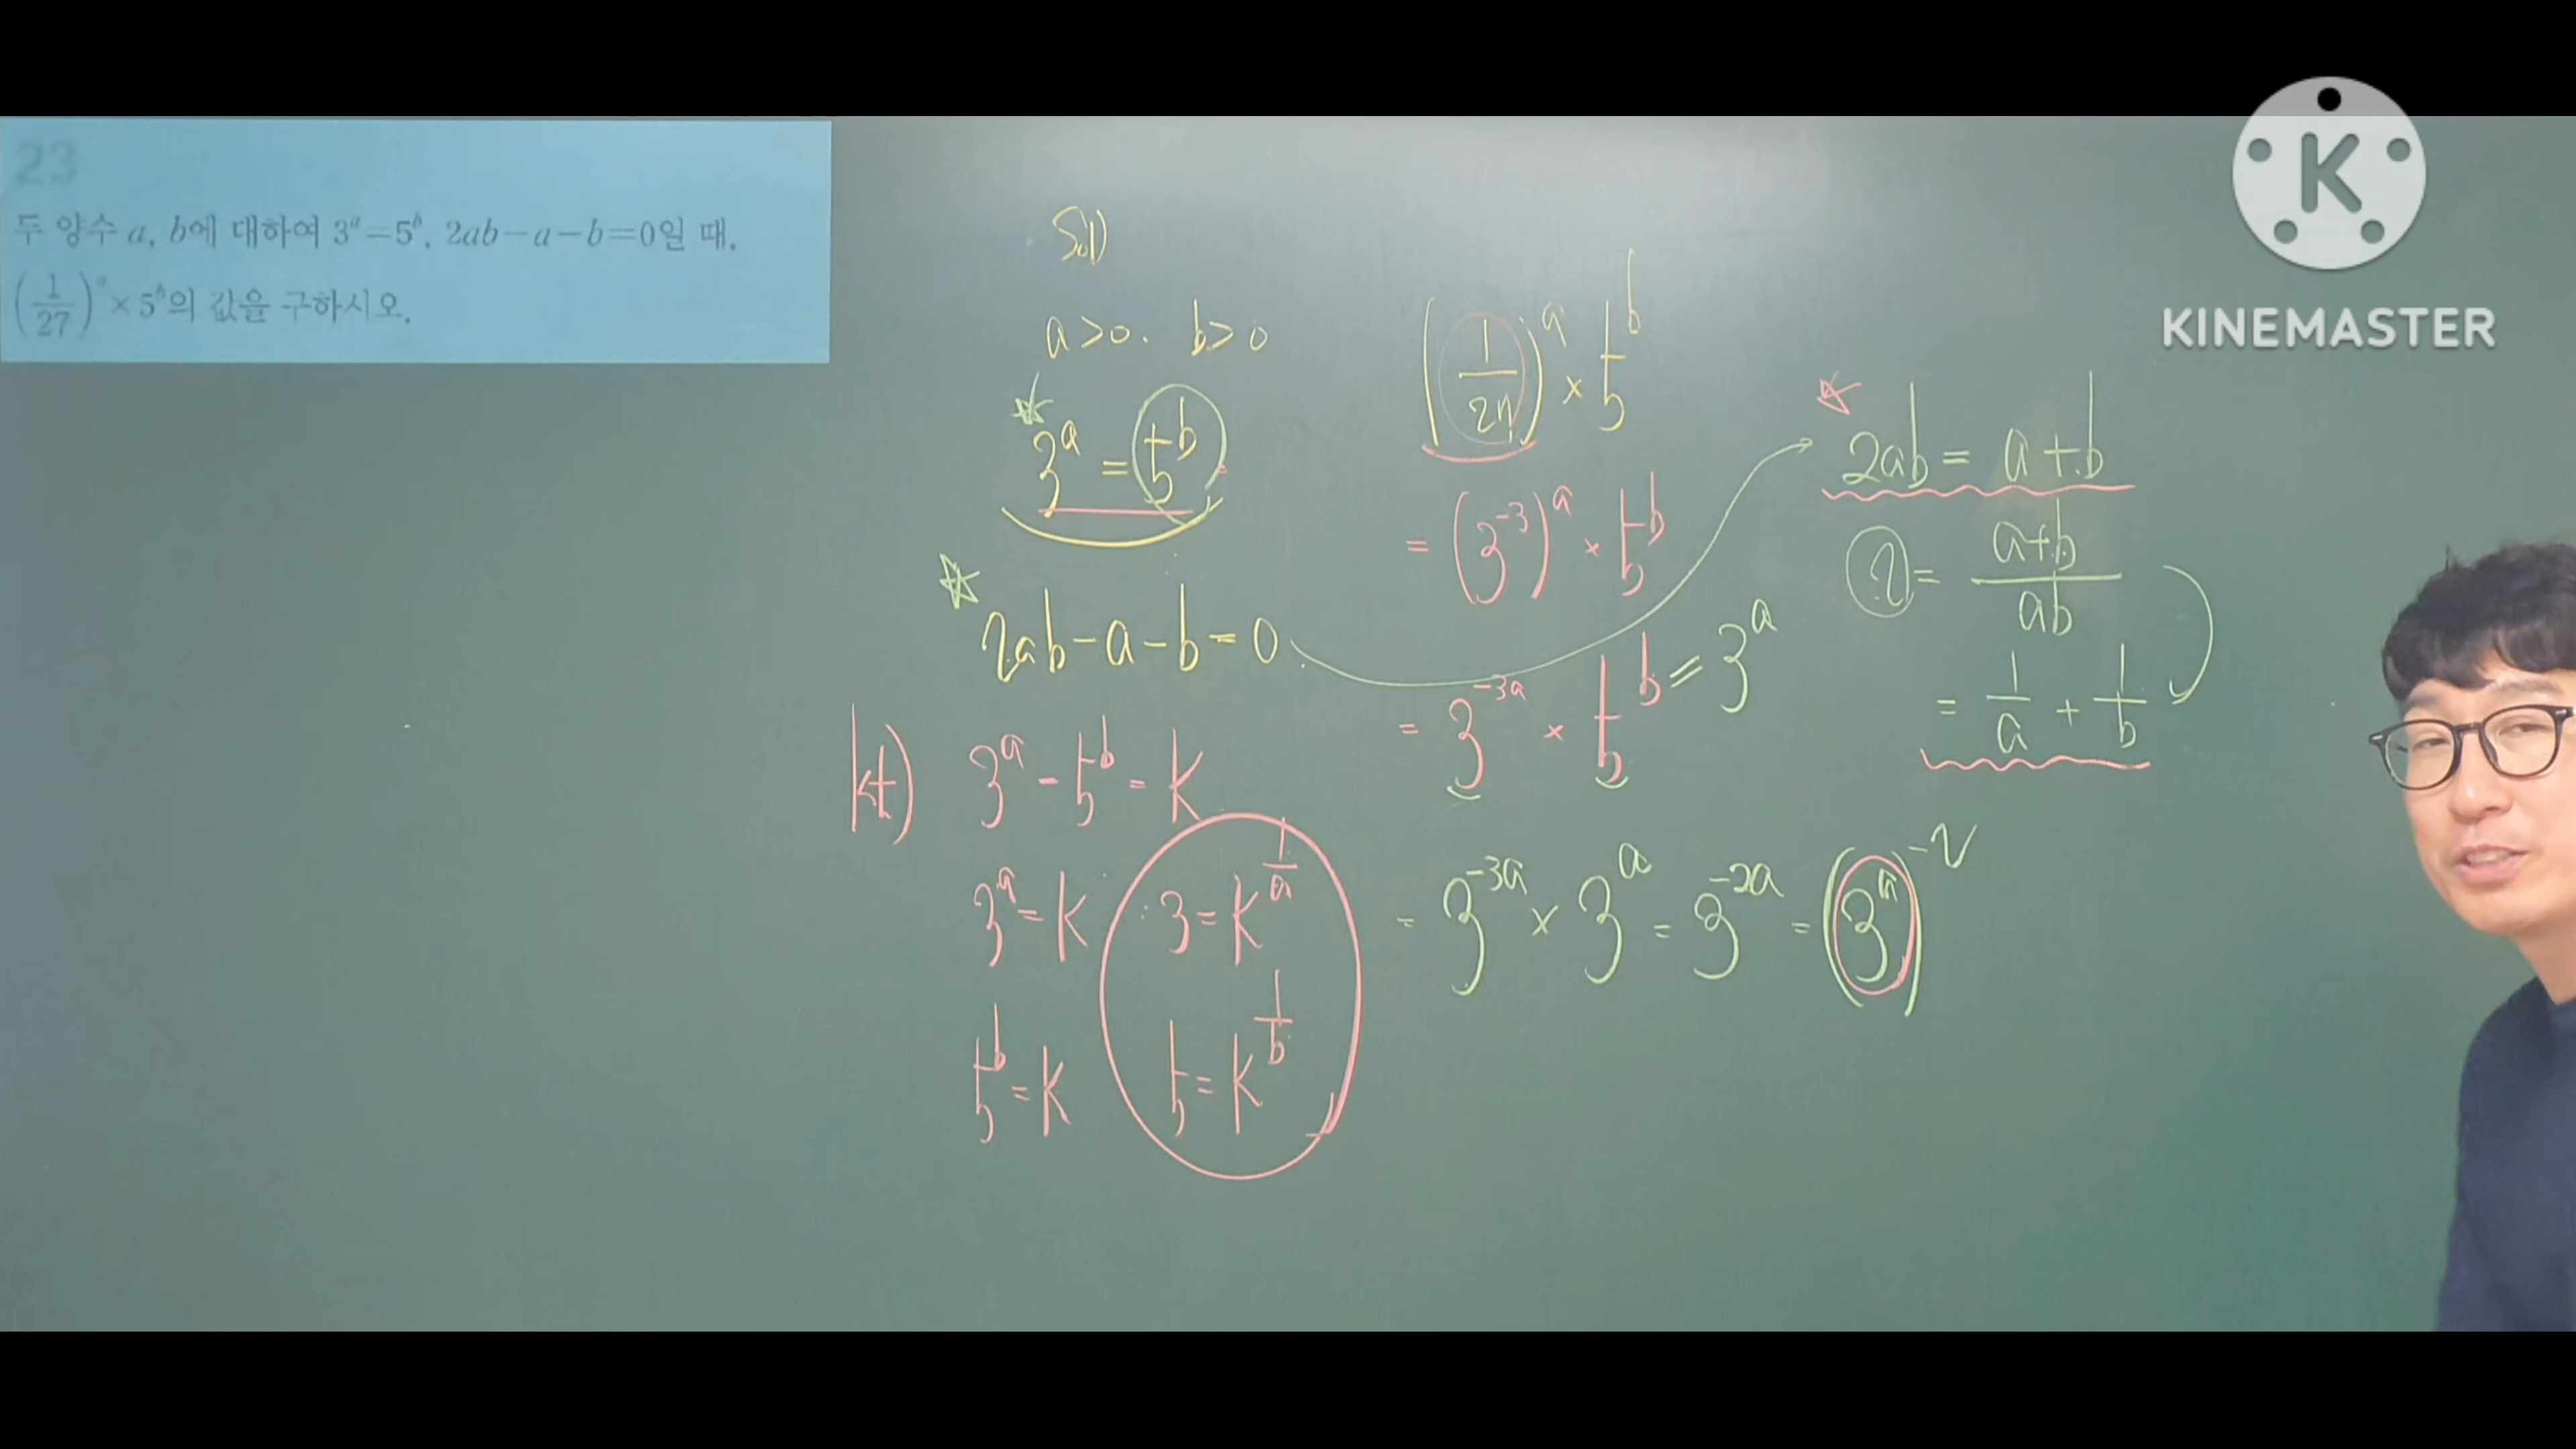 23
두 양수 a, b에 대하여 3^a=5^b, 2ab-a-b=0일 때,
(1/27)^a×5^b의 값을 구하시오.
KINEMASTER
Sol)
a>0. b>0
3^a = 5^b
2ab-a-b=0
let) 3^a = 5^b = k
3^a = k 3 = k^(1/a)
5^b = k 5 = k^(1/b)
(1/27)^a × 5^b
= (3^-3)^a × 5^b
= 3^-3a × 5^b = 3^a
= 3^-3a × 3^a = 3^-2a = (3^a)^-2
2ab = a+b
2 = (a+b)/ab
= 1/a + 1/b